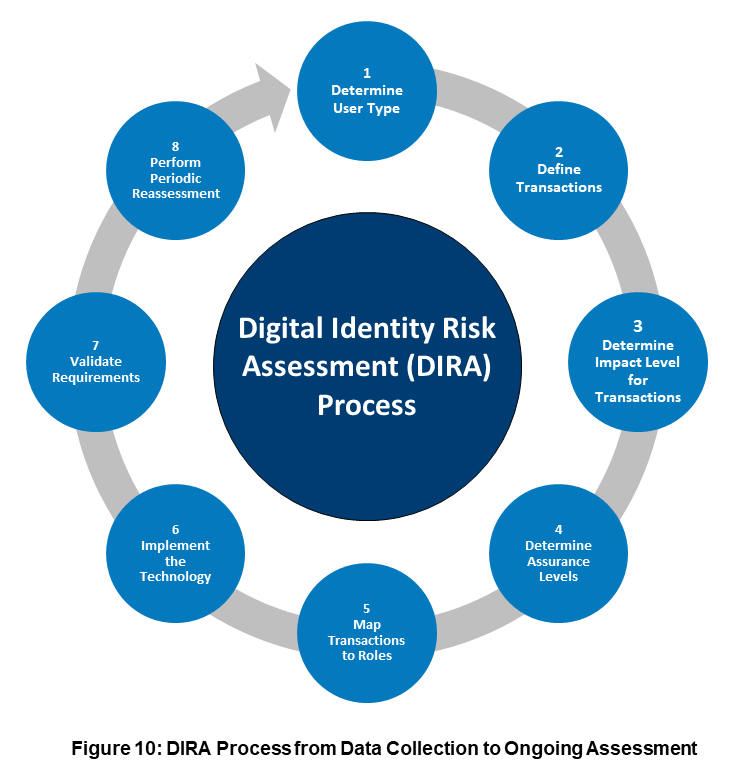 1
Determine
User Type
2
Define
Transactions
3
Determine
Impact Level
for
Transactions
4
Determine
Assurance
Levels
5
Map
Transactions
to Roles
6
Implement
the
Technology
7
Validate
Requirements
8
Perform
Periodic
Reassessment
Digital Identity Risk
Assessment (DIRA)
Process
Figure 10: DIRA Process from Data Collection to Ongoing Assessment